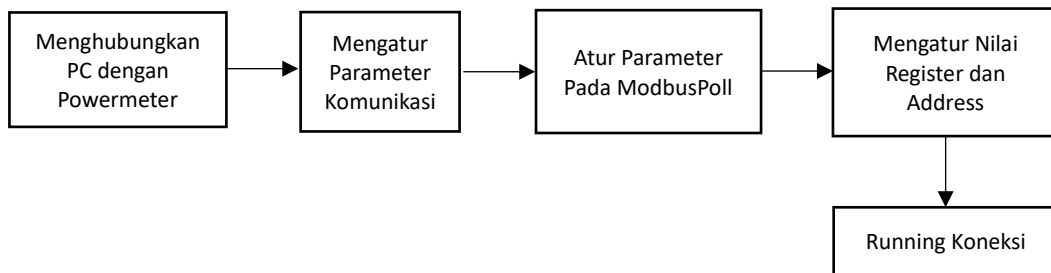 Menghubungkan
PC dengan
Powermeter
Mengatur
Parameter
Komunikasi
Atur Parameter
Pada ModbusPoll
Mengatur Nilai
Register dan
Address
Running Koneksi